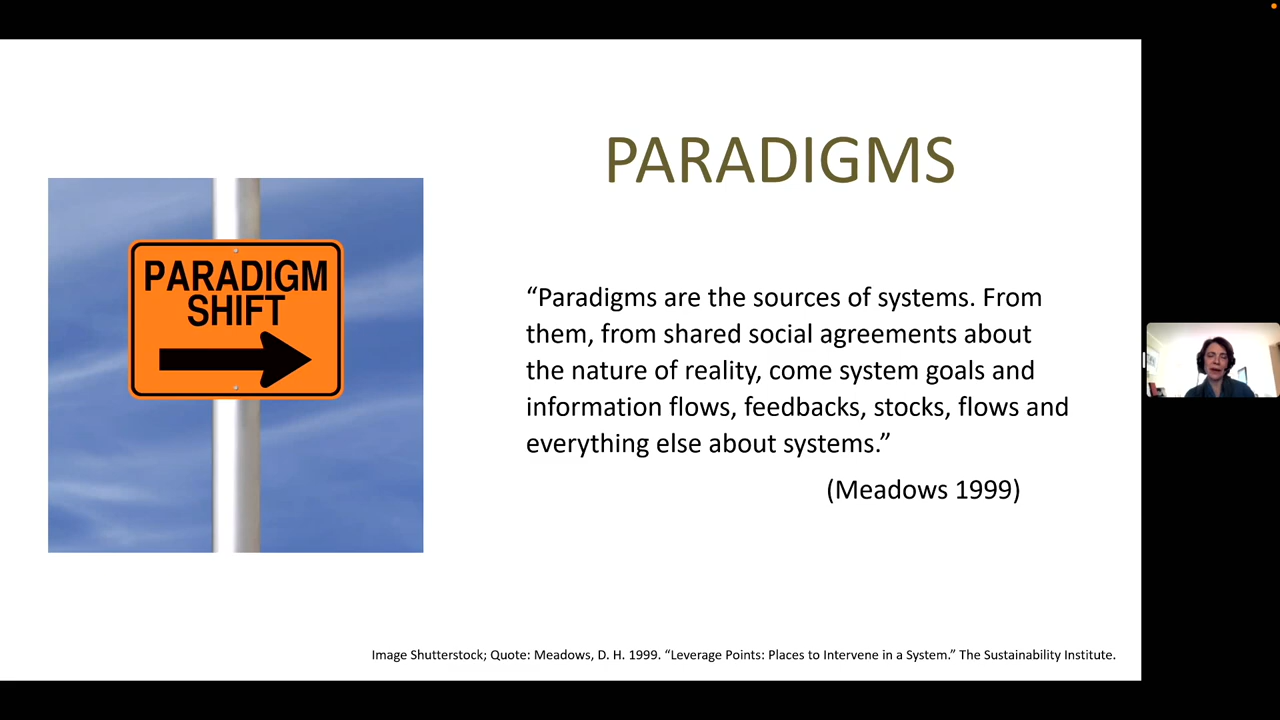 PARADIGMS
PARADIGM
SHIFT
“Paradigms are the sources of systems. From
them, from shared social agreements about
the nature of reality, come system goals and
information flows, feedbacks, stocks, flows and
everything else about systems.”
(Meadows 1999)
Image Shutterstock; Quote: Meadows, D. H. 1999. “Leverage Points: Places to Intervene in a System.” The Sustainability Institute.